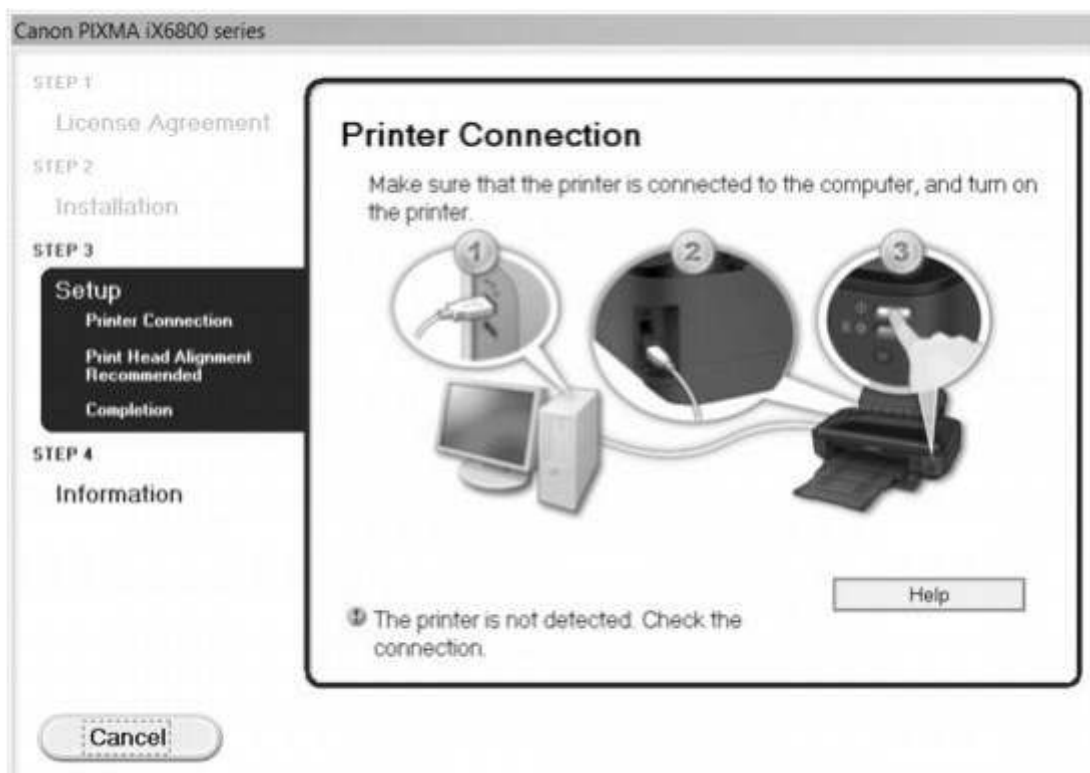 Canon PIXMA iX6800 series
STEP 1
License Agreement
STEP 2
Installation
STEP 3
Setup
Printer Connection
Print Head Alignment
Recommended
Completion
STEP 4
Information
Cancel
Printer Connection
Make sure that the printer is connected to the computer, and turn on
the printer.
1
2
3
Help
The printer is not detected. Check the
connection.